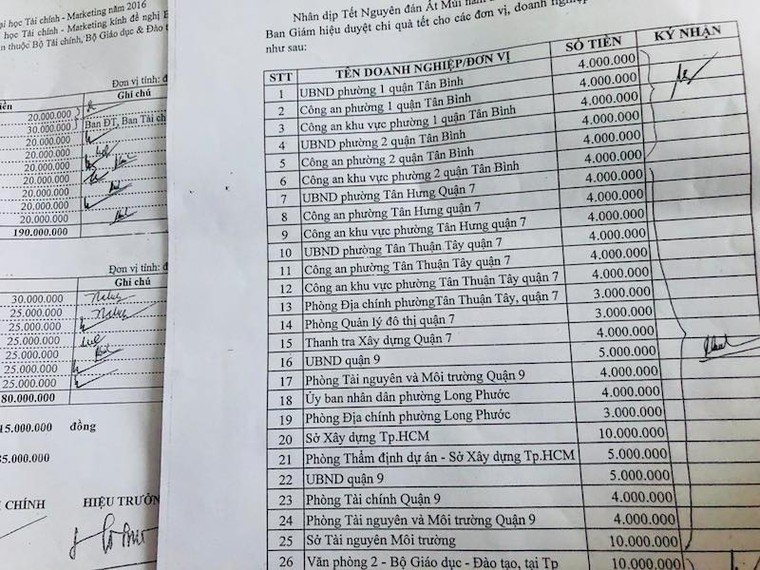 ại học Tài chính - Marketing năm 2016
học Tài chính - Marketing kính đề nghị B
n thuộc Bộ Tài chính, Bộ Giáo dục & Đào t
Đơn vị tính: đ
iền Ghi chú
20.000.000
30.000.000 Ban ĐT, Ban Tài ch
20.000.000
20.000.000
20.000.000
20.000.000
20.000.000
20.000.000
20.000.000
190.000.000
Đơn vị tính: đ
Ghi chú
30.000.000
25.000.000
25.000.000
25.000.000
25.000.000
25.000.000
25.000.000
80.000.000
15.000.000 đồng
35.000.000
I CHÍNH HIỆU TRƯỞ
Nhân dịp Tết Nguyên đán Ất Mùi năm
Ban Giám hiệu duyệt chi quà tết cho các đơn vị, doanh nghiệp
như sau:
STT TÊN DOANH NGHIỆP/ĐƠN VỊ SỐ TIỀN KÝ NHẬN
1 UBND phường 1 quận Tân Bình 4.000.000
2 Công an phường 1 quận Tân Bình 4.000.000
3 Công an khu vực phường 1 quận Tân Bình 4.000.000
4 UBND phường 2 quận Tân Bình 4.000.000
5 Công an phường 2 quận Tân Bình 4.000.000
6 Công an khu vực phường 2 quận Tân Bình 4.000.000
7 UBND phường Tân Hưng Quận 7 4.000.000
8 Công an phường Tân Hưng quận 7 4.000.000
9 Công an khu vực phường Tân Hưng quận 7 4.000.000
10 UBND phường Tân Thuận Tây quận 7 4.000.000
11 Công an phường Tân Thuận Tây quận 7 4.000.000
12 Công an khu vực phường Tân Thuận Tây quận 7 4.000.000
13 Phòng Địa chính phườngTân Thuận Tây, quận 7 3.000.000
14 Phòng Quản lý đô thị quận 7 3.000.000
15 Thanh tra Xây dựng Quận 7 4.000.000
16 UBND quận 9 5.000.000
17 Phòng Tài nguyên và Môi trường Quận 9 4.000.000
18 Ủy ban nhân dân phường Long Phước 4.000.000
19 Phòng Địa chính phường Long Phước 3.000.000
20 Sở Xây dựng Tp.HCM 10.000.000
21 Phòng Thẩm định dự án - Sở Xây dựng Tp.HCM 5.000.000
22 UBND quận 9 5.000.000
23 Phòng Tài chính Quận 9 4.000.000
24 Phòng Tài nguyên và Môi trường Quận 9 4.000.000
25 Sở Tài nguyên Môi trường 10.000.000
26 Văn phòng 2 - Bộ Giáo dục - Đào tạo, tại Tp 10.000.000